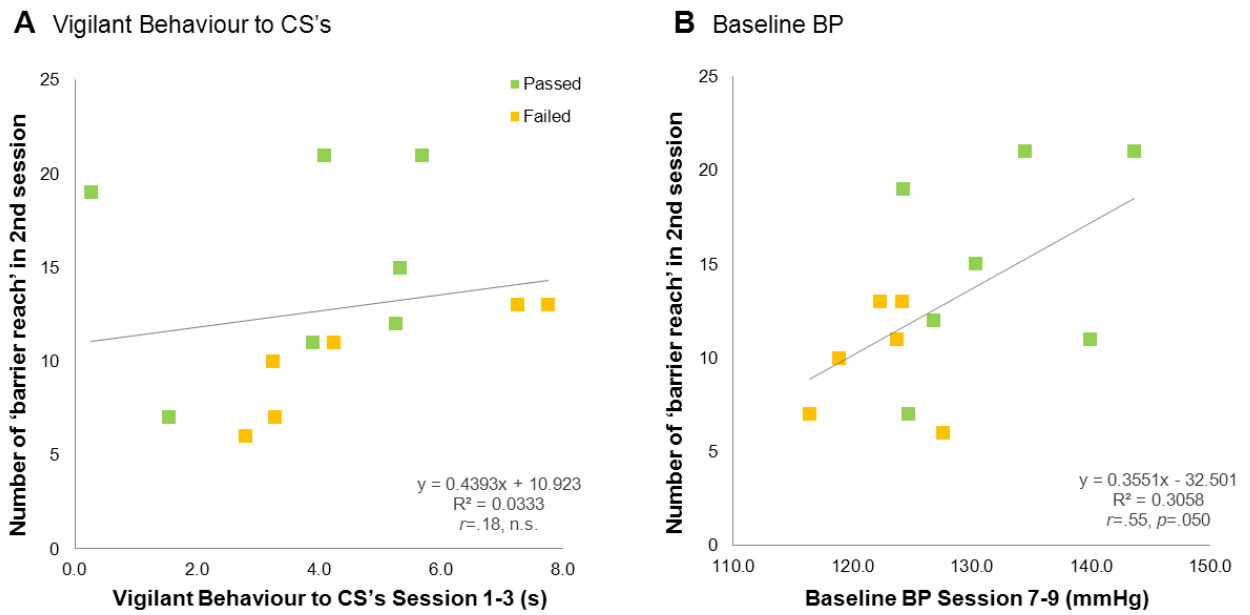 A Vigilant Behaviour to CS's
Number of 'barrier reach' in 2nd session
25
20
15
10
5
0
Passed
Failed
y = 0.4393x + 10.923
R² = 0.0333
r=.18, n.s.
0.0 2.0 4.0 6.0 8.0
Vigilant Behaviour to CS's Session 1-3 (s)
B Baseline BP
Number of 'barrier reach' in 2nd session
25
20
15
10
5
0
y = 0.3551x - 32.501
R² = 0.3058
r=.55, p=.050
110.0 120.0 130.0 140.0 150.0
Baseline BP Session 7-9 (mmHg)